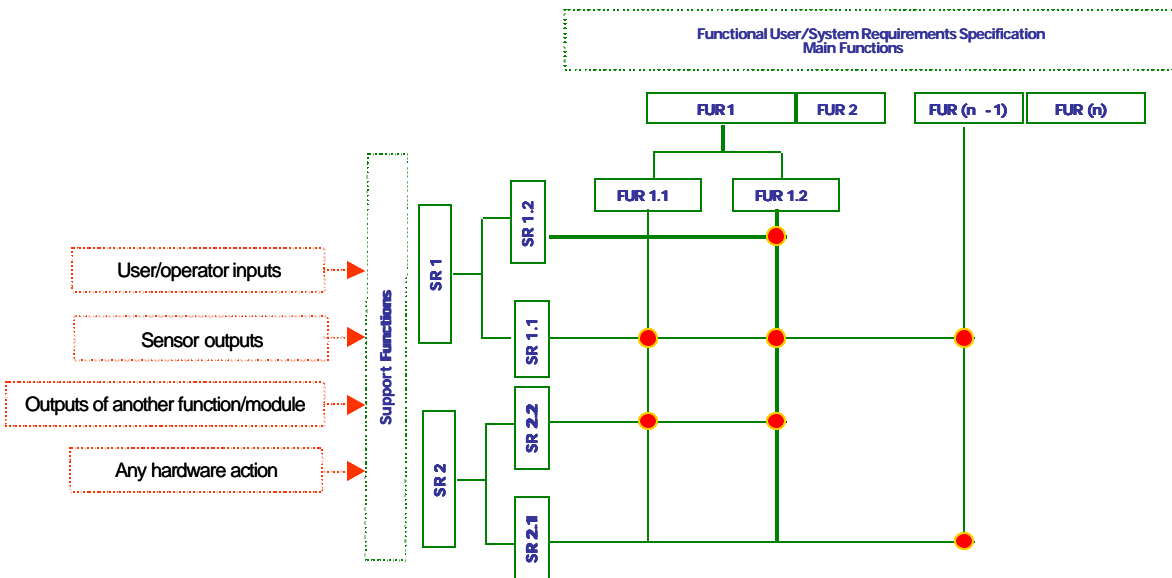 Functional User/System Requirements Specification
Main Functions
FUR 1
FUR 2
FUR (n - 1)
FUR (n)
FUR 1.1
FUR 1.2
Support Functions
SR 1
SR 1.2
SR 1.1
SR 2
SR 2.2
SR 2.1
User/operator inputs
Sensor outputs
Outputs of another function/module
Any hardware action